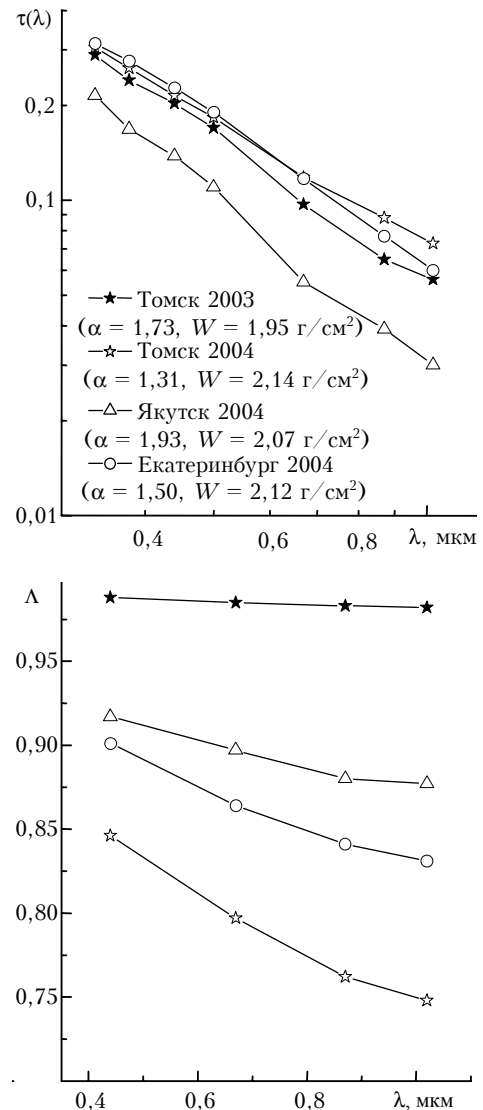 τ(λ)
0,2
0,1
Томск 2003
(α = 1,73, W = 1,95 г/см²)
Томск 2004
(α = 1,31, W = 2,14 г/см²)
Якутск 2004
(α = 1,93, W = 2,07 г/см²)
Екатеринбург 2004
(α = 1,50, W = 2,12 г/см²)
0,01
0,4 0,6 0,8 λ, мкм
Λ
0,95
0,90
0,85
0,80
0,75
0,4 0,6 0,8 λ, мкм